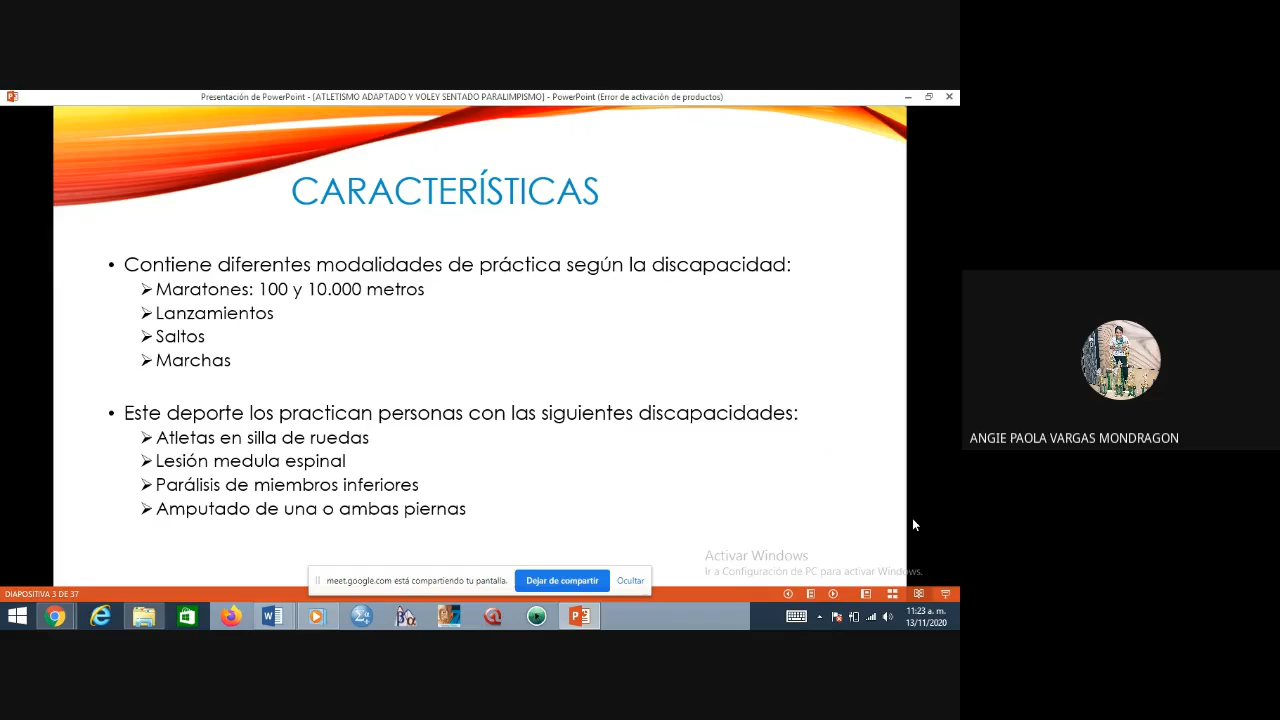 Presentación de PowerPoint - [ATLETISMO ADAPTADO Y VOLEY SENTADO PARALIMPISMO] - PowerPoint (Error de activación de productos)
CARACTERÍSTICAS
• Contiene diferentes modalidades de práctica según la discapacidad:
Maratones: 100 y 10.000 metros
Lanzamientos
Saltos
Marchas
• Este deporte los practican personas con las siguientes discapacidades:
Atletas en silla de ruedas
Lesión medula espinal
Parálisis de miembros inferiores
Amputado de una o ambas piernas
ANGIE PAOLA VARGAS MONDRAGON
Activar Windows
Ir a Configuración de PC para activar Windows.
meet.google.com está compartiendo tu pantalla. Dejar de compartir Ocultar
DIAPOSITIVA 3 DE 37
11:23 a. m.
13/11/2020